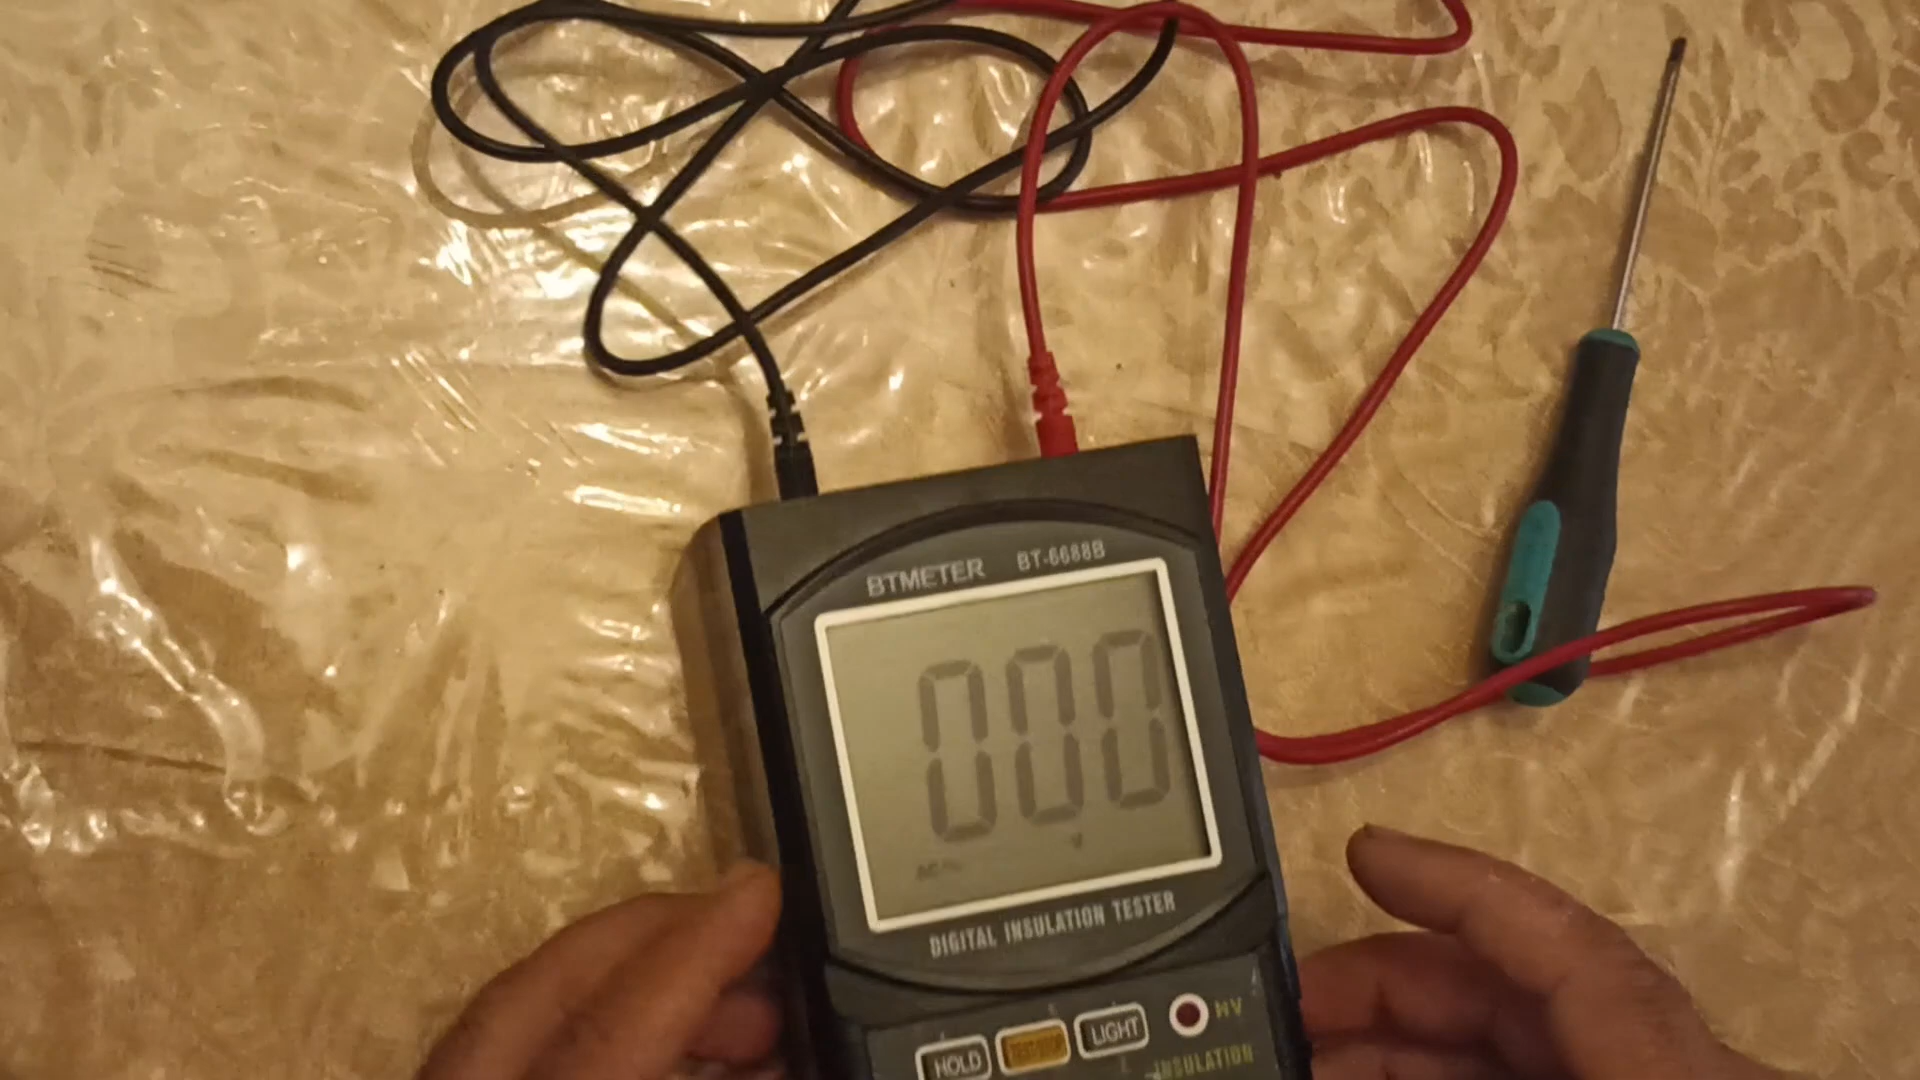 BTMETER BT-6688B
000
V
DIGITAL INSULATION TESTER
HOLD LIGHT HV
INSULATION